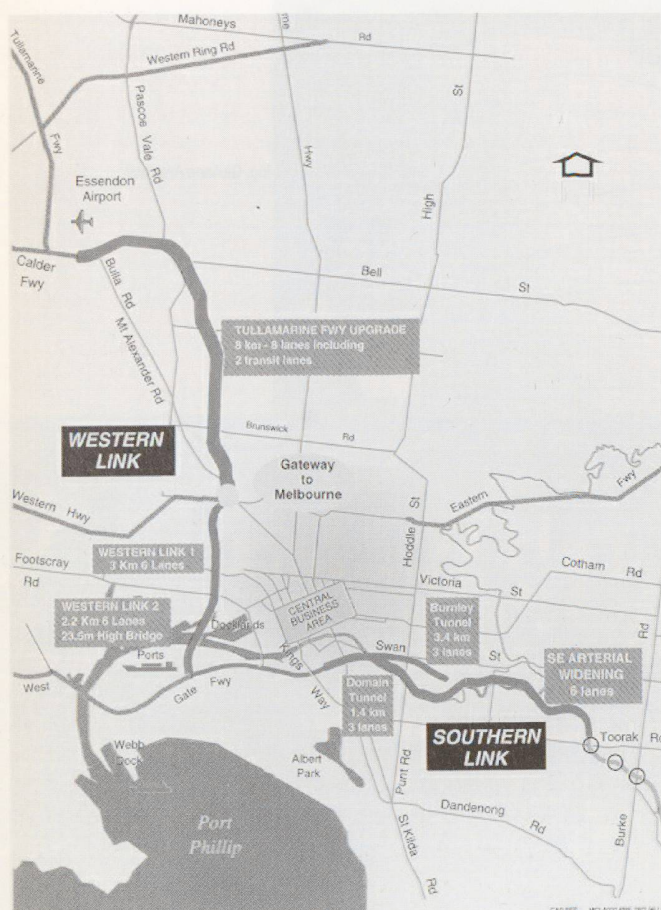 Mahoneys
Rd
Western Ring Rd
Tullamarine
Fwy
Pascoe
Vale
Rd
Hwy
High
St
Essendon
Airport
Calder
Fwy
Bulla
Rd
Mt Alexander Rd
Bell
St
TULLAMARINE FWY UPGRADE
8 km - 8 lanes including
2 transit lanes
Brunswick
Rd
WESTERN
LINK
Gateway
to
Melbourne
Western
Hwy
Eastern
Fwy
Hoddle
St
WESTERN LINK 1
3 Km 6 Lanes
Footscray
Rd
Cotham
Rd
Victoria
St
WESTERN LINK 2
2.2 Km 6 Lanes
23.5m High Bridge
Docklands
CENTRAL
BUSINESS
AREA
Burnley
Tunnel
3.4 km
3 lanes
Ports
Kings
Way
Swan
St
SE ARTERIAL
WIDENING
6 lanes
West
Gate
Fwy
Domain
Tunnel
1.4 km
3 lanes
SOUTHERN
LINK
Toorak
Rd
Webb
Dock
Albert
Park
Punt Rd
St Kilda
Rd
Dandenong
Rd
Burke
Rd
Port
Phillip